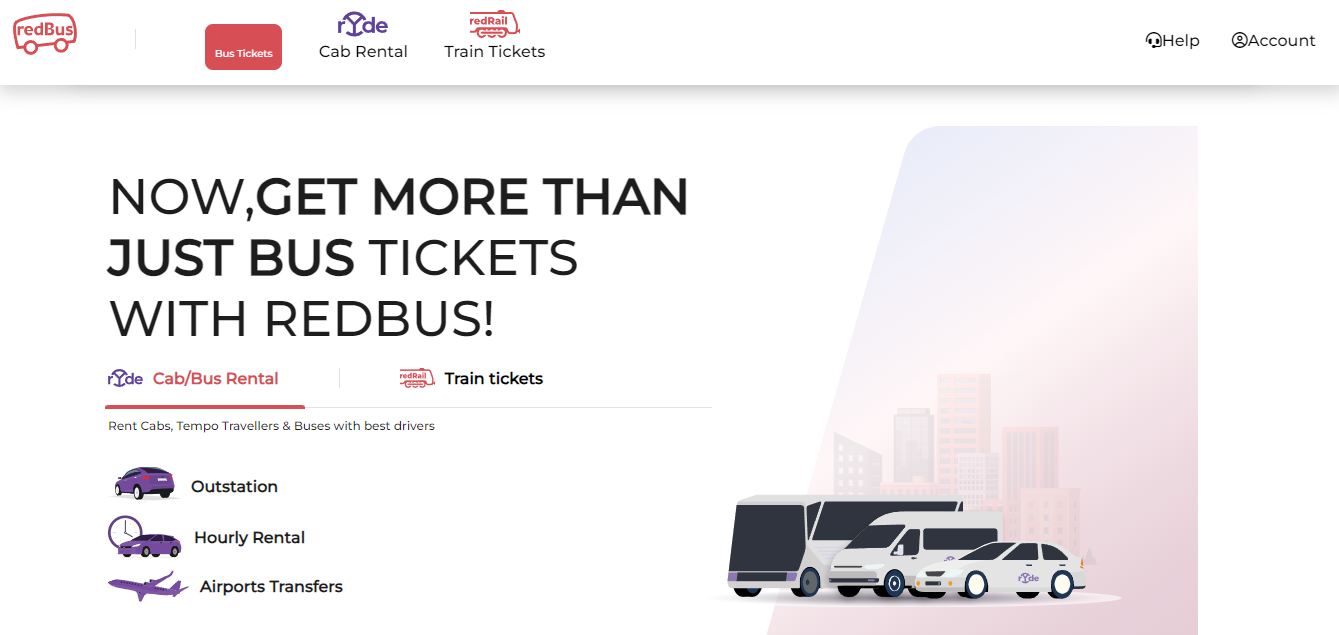 redBus
Bus Tickets
rYde
Cab Rental
redRail
Train Tickets
Help
Account
NOW,GET MORE THAN
JUST BUS TICKETS
WITH REDBUS!
rYde Cab/Bus Rental
redRail Train tickets
Rent Cabs, Tempo Travellers & Buses with best drivers
Outstation
Hourly Rental
Airports Transfers
rYde